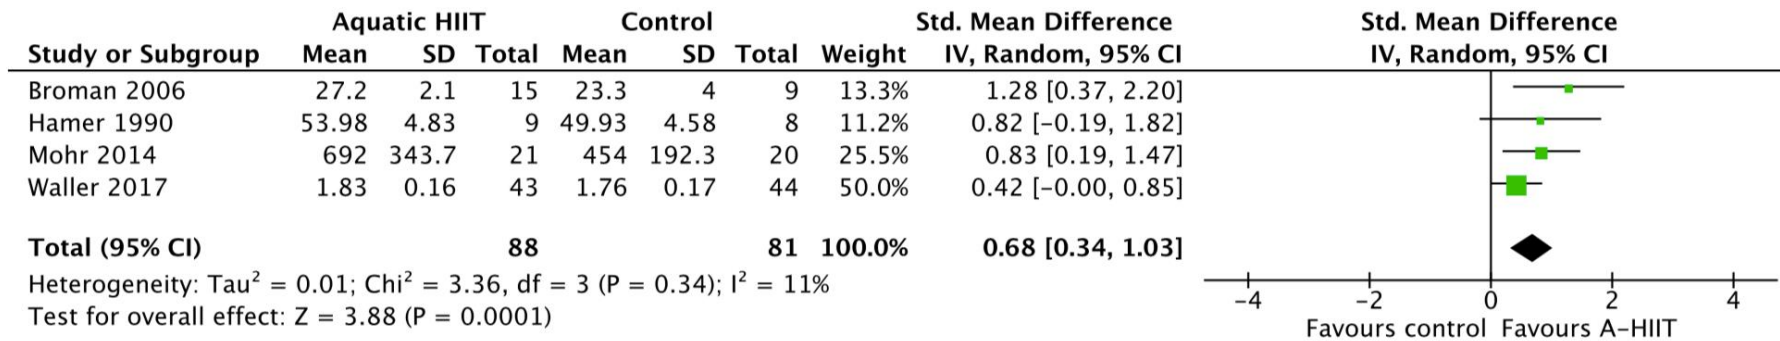 Aquatic HIIT Control Std. Mean Difference Std. Mean Difference
Study or Subgroup Mean SD Total Mean SD Total Weight IV, Random, 95% CI IV, Random, 95% CI
Broman 2006 27.2 2.1 15 23.3 4 9 13.3% 1.28 [0.37, 2.20]
Hamer 1990 53.98 4.83 9 49.93 4.58 8 11.2% 0.82 [−0.19, 1.82]
Mohr 2014 692 343.7 21 454 192.3 20 25.5% 0.83 [0.19, 1.47]
Waller 2017 1.83 0.16 43 1.76 0.17 44 50.0% 0.42 [−0.00, 0.85]
Total (95% CI) 88 81 100.0% 0.68 [0.34, 1.03]
Heterogeneity: Tau² = 0.01; Chi² = 3.36, df = 3 (P = 0.34); I² = 11%
Test for overall effect: Z = 3.88 (P = 0.0001)
−4 −2 0 2 4
Favours control Favours A−HIIT